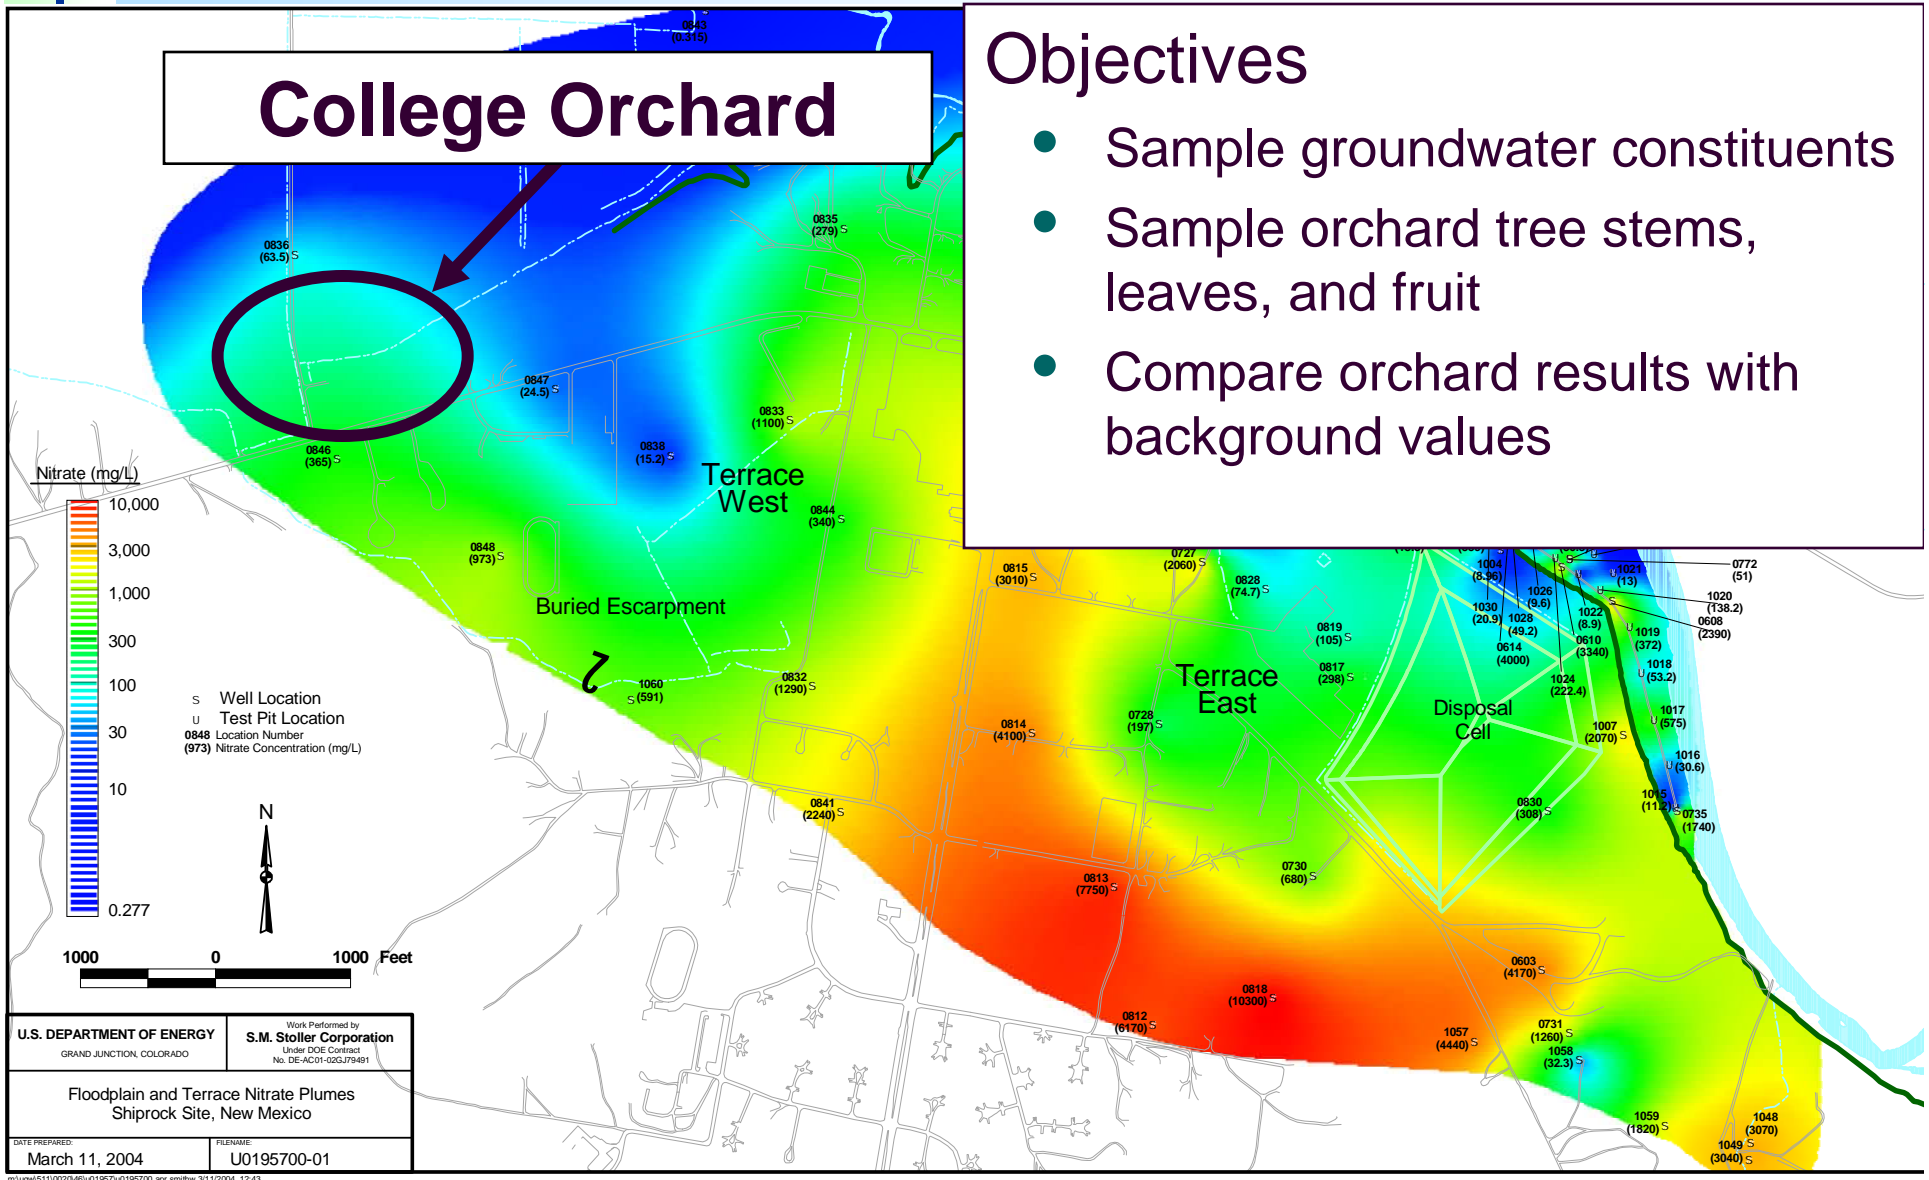 College Orchard
Objectives
• Sample groundwater constituents
• Sample orchard tree stems,
leaves, and fruit
• Compare orchard results with
background values
0843
(0.315)
0836
(63.5) S
0835
(279) S
0847
(24.5) S
0833
(1100) S
0838
(15.2) S
0846
(365) S
Terrace
West
0844
(340) S
0848
(973) S
Buried Escarpment
1060
S (591)
0832
(1290) S
0841
(2240) S
0815
(3010) S
0727
(2060) S
0828
(74.7) S
0819
(105) S
0817
(298) S
Terrace
East
0728
(197) S
0814
(4100) S
Disposal
Cell
0830
(308) S
0730
(680) S
0813
(7750) S
0818
(10300) S
0812
(6170) S
0603
(4170) S
1057
(4440) S
0731
(1260) S
1058
(32.3) S
1059
(1820) S
1048
(3070)
1049 S
(3040) S
1004
(8.96)
1030
(20.9)
1026
(9.6)
1028
(49.2)
0614
(4000)
1022
(8.9)
0610
(3340)
1024
(222.4)
1007
(2070) S
U 1021
(13)
0772
(51)
1020
(138.2)
0608
(2390)
U 1019
(372)
U 1018
(53.2)
U 1017
(575)
U 1016
(30.6)
1015
(11.2)
S 0735
(1740)
Nitrate (mg/L)
10,000
3,000
1,000
300
100
30
10
0.277
S Well Location
U Test Pit Location
0848 Location Number
(973) Nitrate Concentration (mg/L)
N
1000 0 1000 Feet
U.S. DEPARTMENT OF ENERGY
GRAND JUNCTION, COLORADO
Work Performed by
S.M. Stoller Corporation
Under DOE Contract
No. DE-AC01-02GJ79491
Floodplain and Terrace Nitrate Plumes
Shiprock Site, New Mexico
DATE PREPARED:
March 11, 2004
FILENAME:
U0195700-01